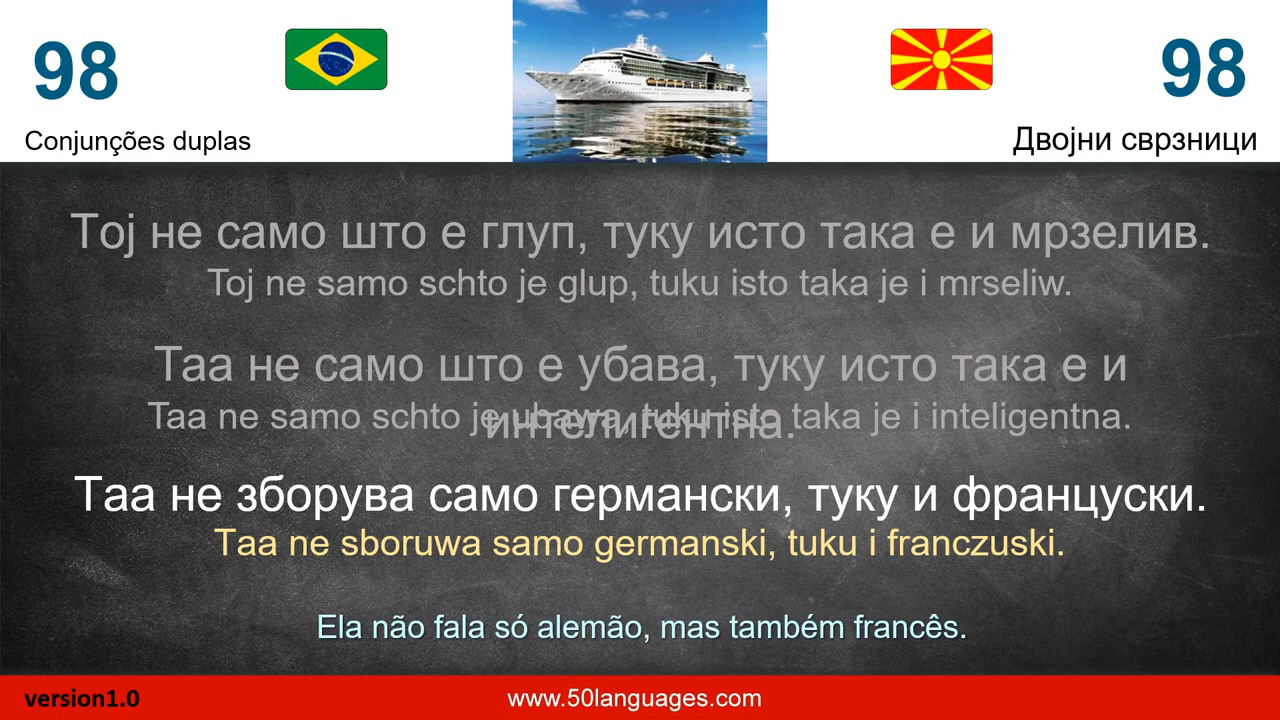 98
98
Conjunções duplas
Двојни сврзници
Тој не само што е глуп, туку исто така е и мрзелив.
Toj ne samo schto je glup, tuku isto taka je i mrseliw.
Таа не само што е убава, туку исто така е и
интелигентна.
Taa ne samo schto je ubawa, tuku isto taka je i inteligentna.
Таа не зборува само германски, туку и француски.
Taa ne sboruwa samo germanski, tuku i franczuski.
Ela não fala só alemão, mas também francês.
version1.0
www.50languages.com